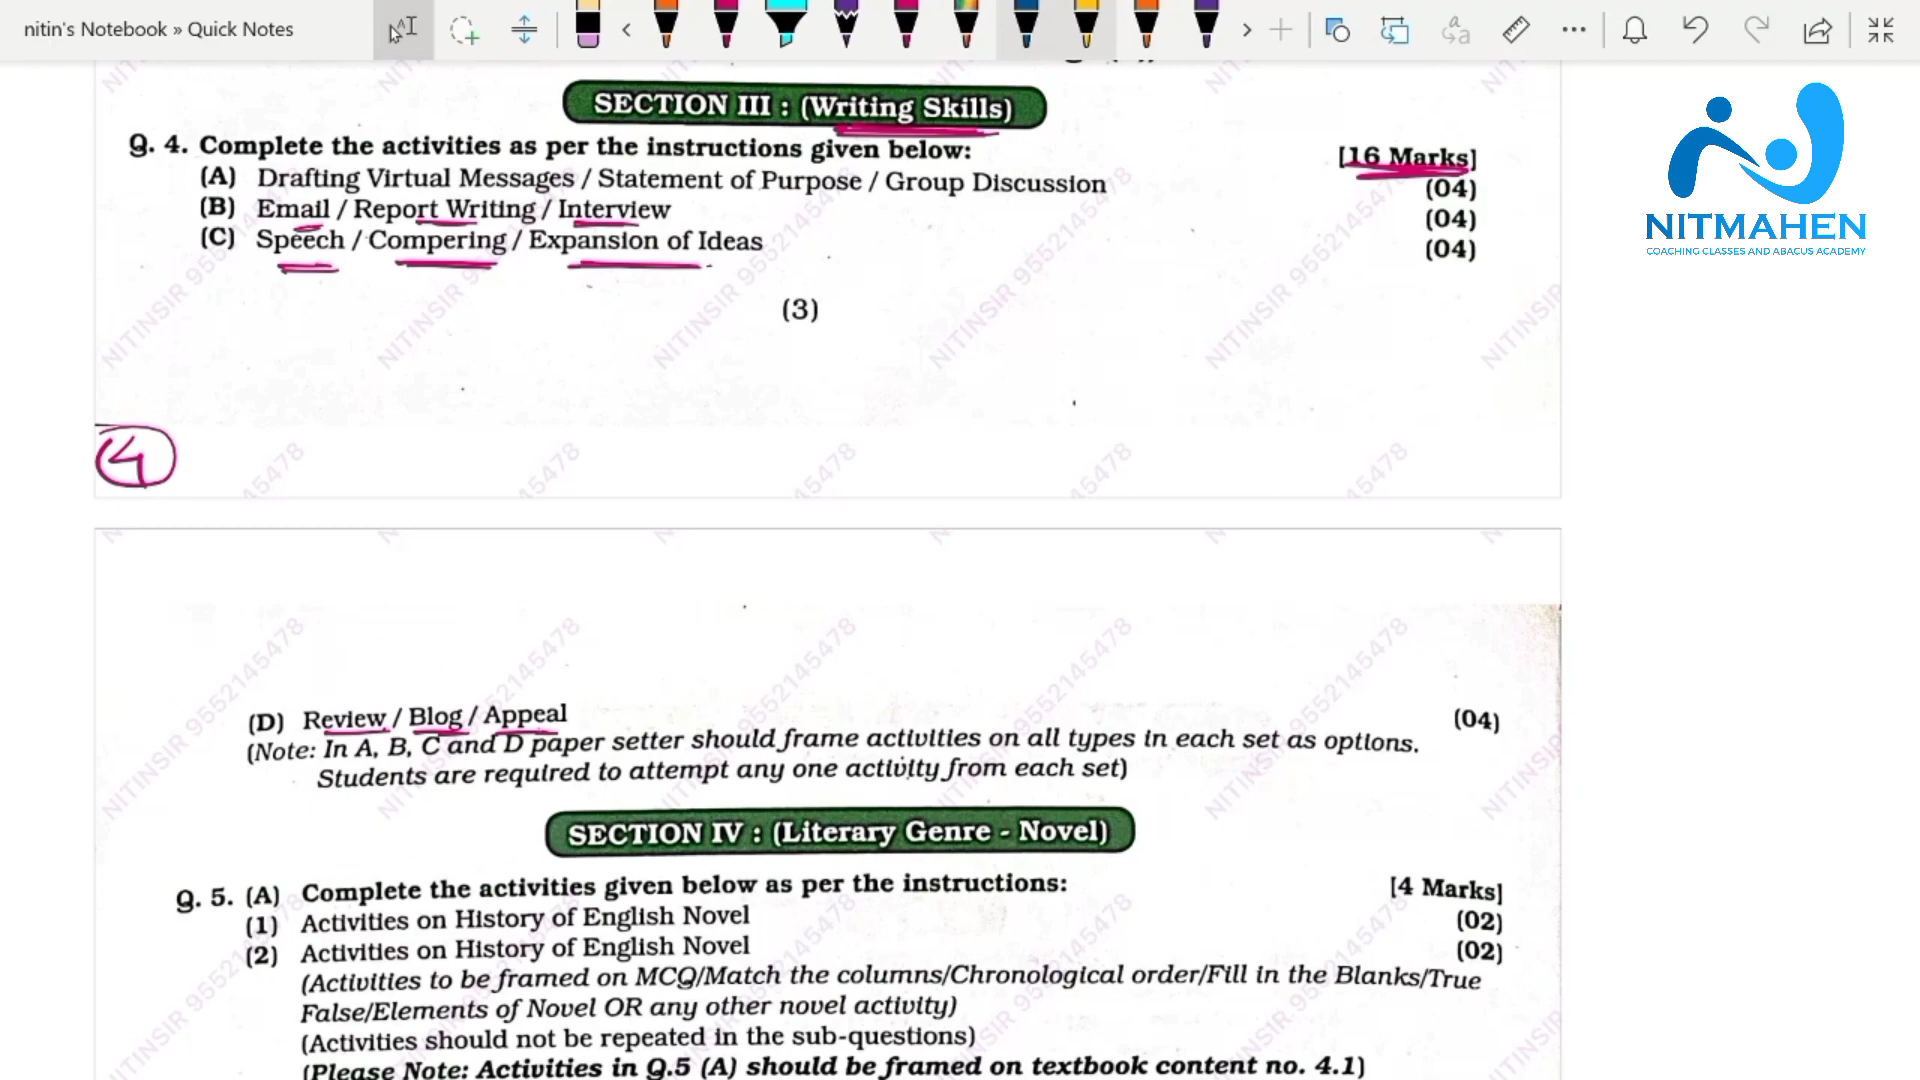 nitin's Notebook » Quick Notes
SECTION III : (Writing Skills)
Q. 4. Complete the activities as per the instructions given below: [16 Marks]
(A) Drafting Virtual Messages / Statement of Purpose / Group Discussion (04)
(B) Email / Report Writing / Interview (04)
(C) Speech / Compering / Expansion of Ideas (04)
(3)
4
(D) Review / Blog / Appeal (04)
(Note: In A, B, C and D paper setter should frame activities on all types in each set as options.
Students are required to attempt any one activity from each set)
SECTION IV : (Literary Genre - Novel)
Q. 5. (A) Complete the activities given below as per the instructions: [4 Marks]
(1) Activities on History of English Novel (02)
(2) Activities on History of English Novel (02)
(Activities to be framed on MCQ/Match the columns/Chronological order/Fill in the Blanks/True
False/Elements of Novel OR any other novel activity)
(Activities should not be repeated in the sub-questions)
(Please Note: Activities in Q.5 (A) should be framed on textbook content no. 4.1)
NITMAHEN
COACHING CLASSES AND ABACUS ACADEMY
NITINSIR 9552145478